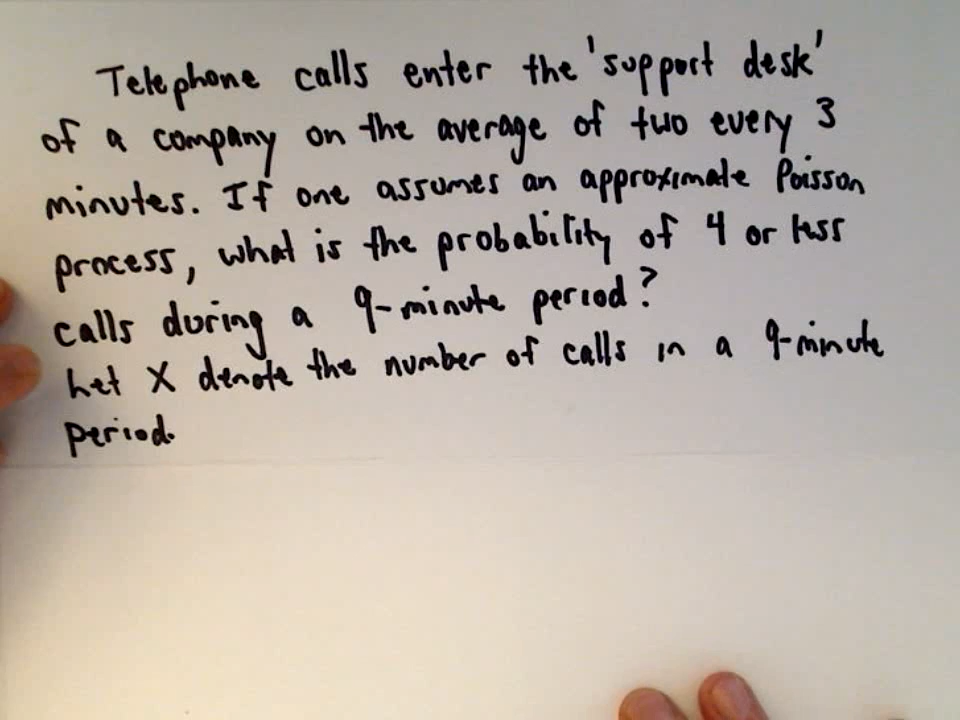 Telephone calls enter the 'support desk'
of a company on the average of two every 3
minutes. If one assumes an approximate Poisson
process, what is the probability of 4 or less
calls during a 9-minute period?
Let X denote the number of calls in a 9-minute
period.